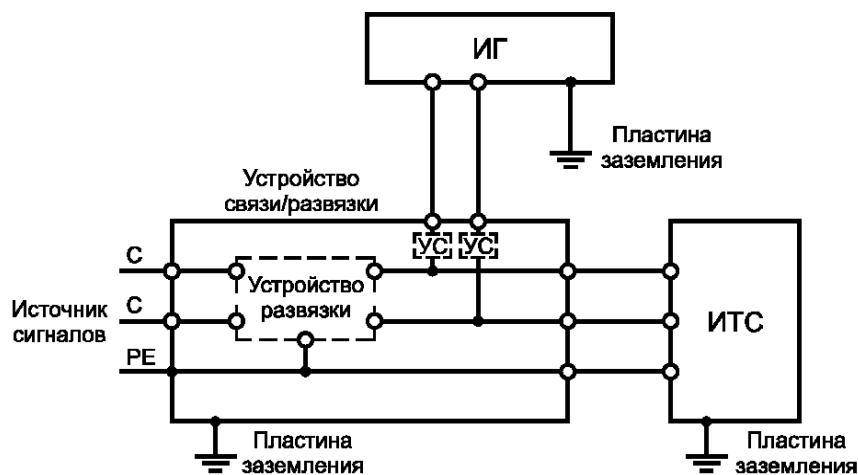 ИГ
Пластина
заземления
Устройство
связи/развязки
УС УС
С
Устройство
развязки
Источник
сигналов
С
ИТС
PE
Пластина
заземления
Пластина
заземления